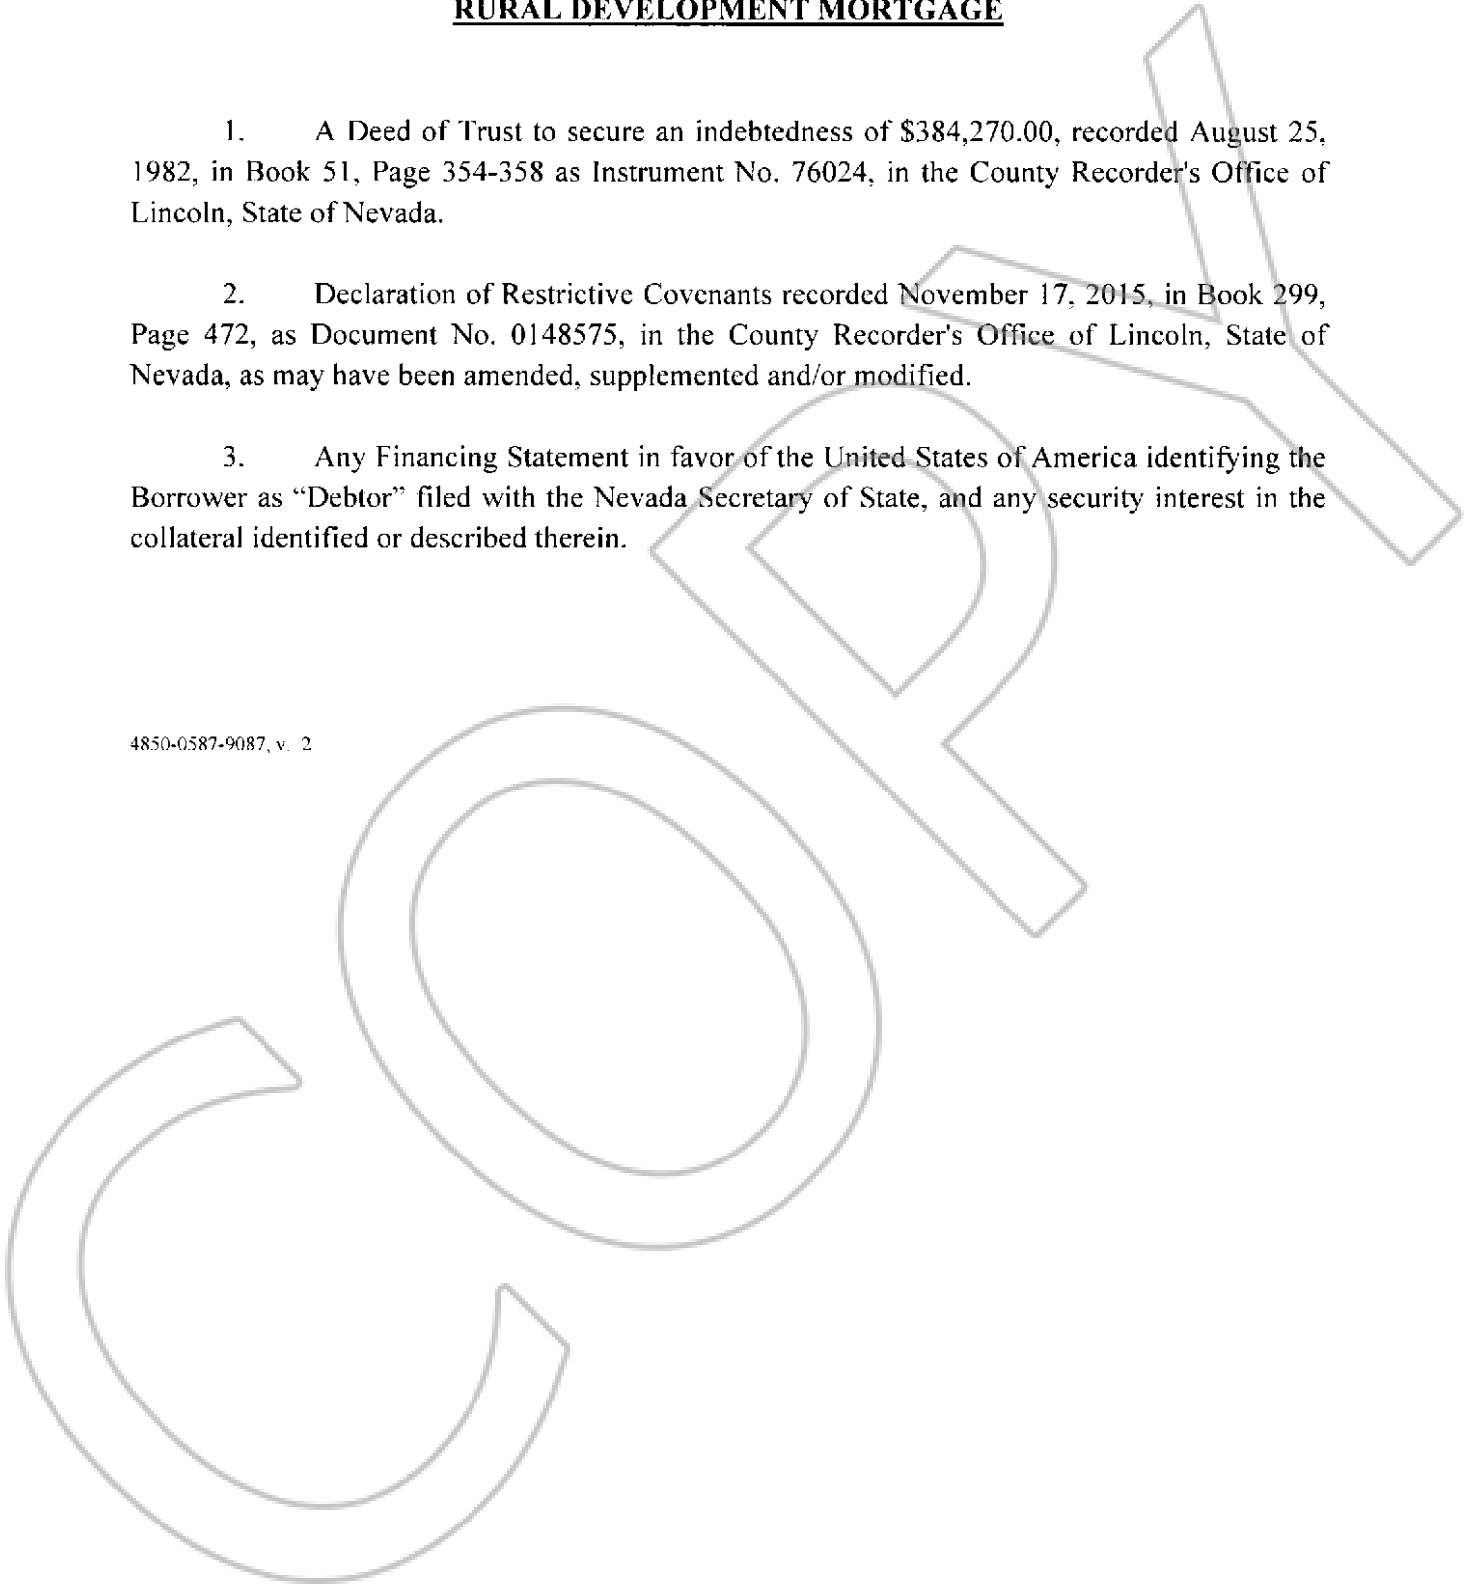 RURAL DEVELOPMENT MORTGAGE
1. A Deed of Trust to secure an indebtedness of $384,270.00, recorded August 25,
1982, in Book 51, Page 354-358 as Instrument No. 76024, in the County Recorder's Office of
Lincoln, State of Nevada.
2. Declaration of Restrictive Covenants recorded November 17, 2015, in Book 299,
Page 472, as Document No. 0148575, in the County Recorder's Office of Lincoln, State of
Nevada, as may have been amended, supplemented and/or modified.
3. Any Financing Statement in favor of the United States of America identifying the
Borrower as “Debtor” filed with the Nevada Secretary of State, and any security interest in the
collateral identified or described therein.
4850-0587-9087, v. 2
COPY